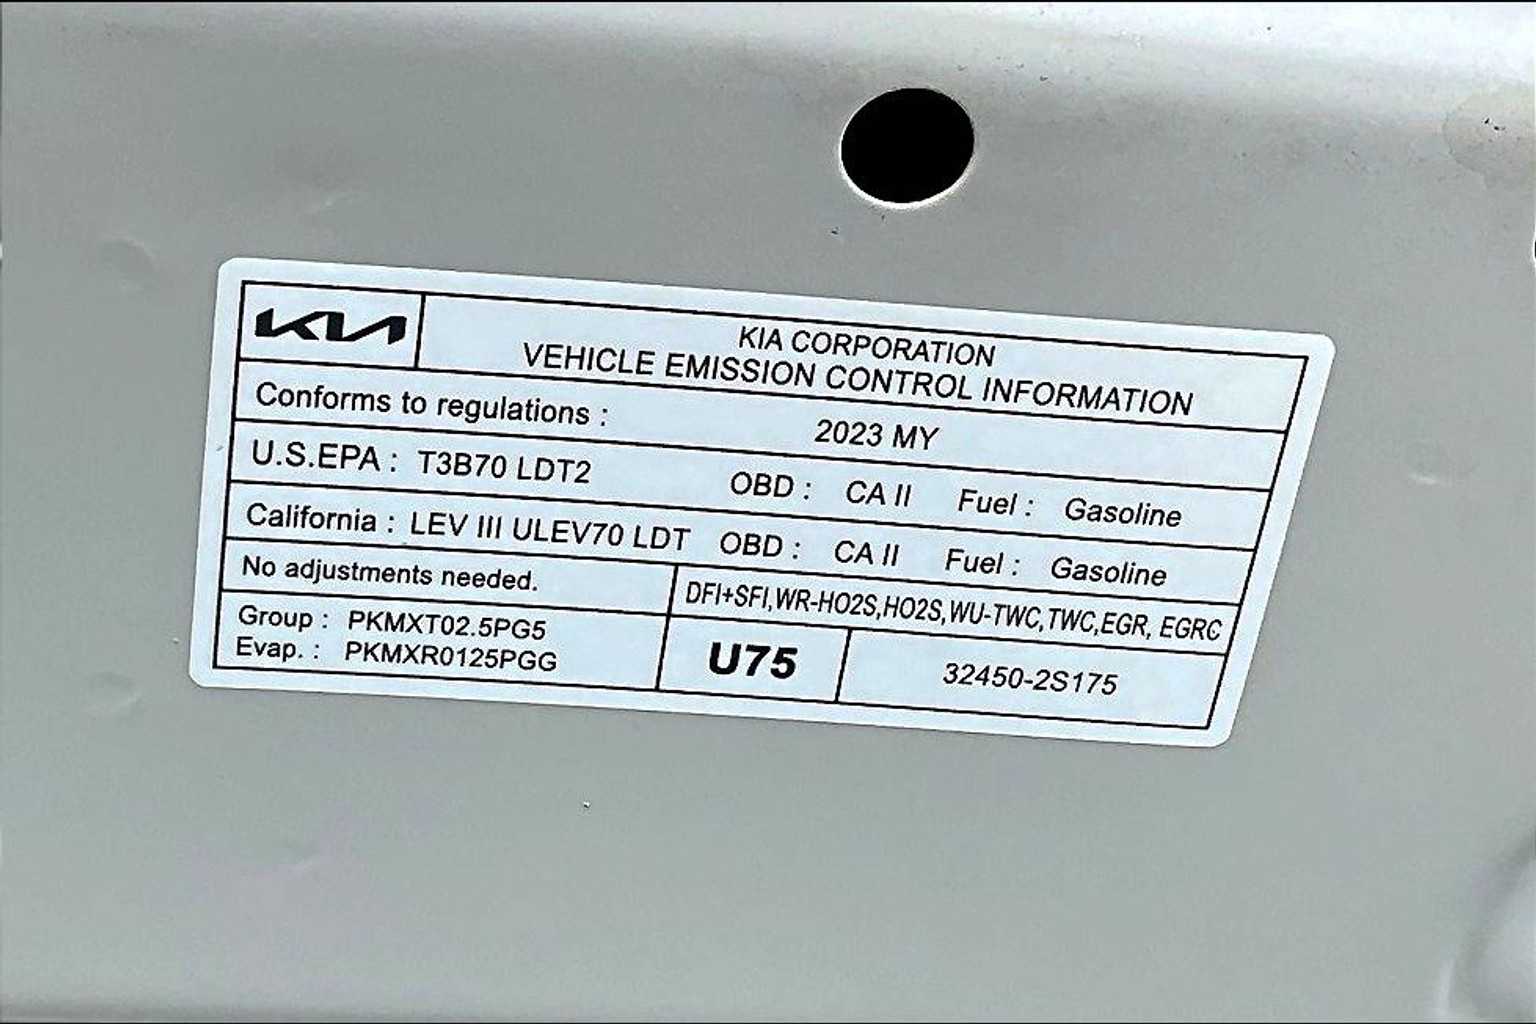 KIA
KIA CORPORATION
VEHICLE EMISSION CONTROL INFORMATION
Conforms to regulations : 2023 MY
U.S.EPA : T3B70 LDT2 OBD : CA II Fuel : Gasoline
California : LEV III ULEV70 LDT OBD : CA II Fuel : Gasoline
No adjustments needed.
DFI+SFI,WR-HO2S,HO2S,WU-TWC,TWC,EGR, EGRC
Group : PKMXT02.5PG5
Evap. : PKMXR0125PGG
U75
32450-2S175